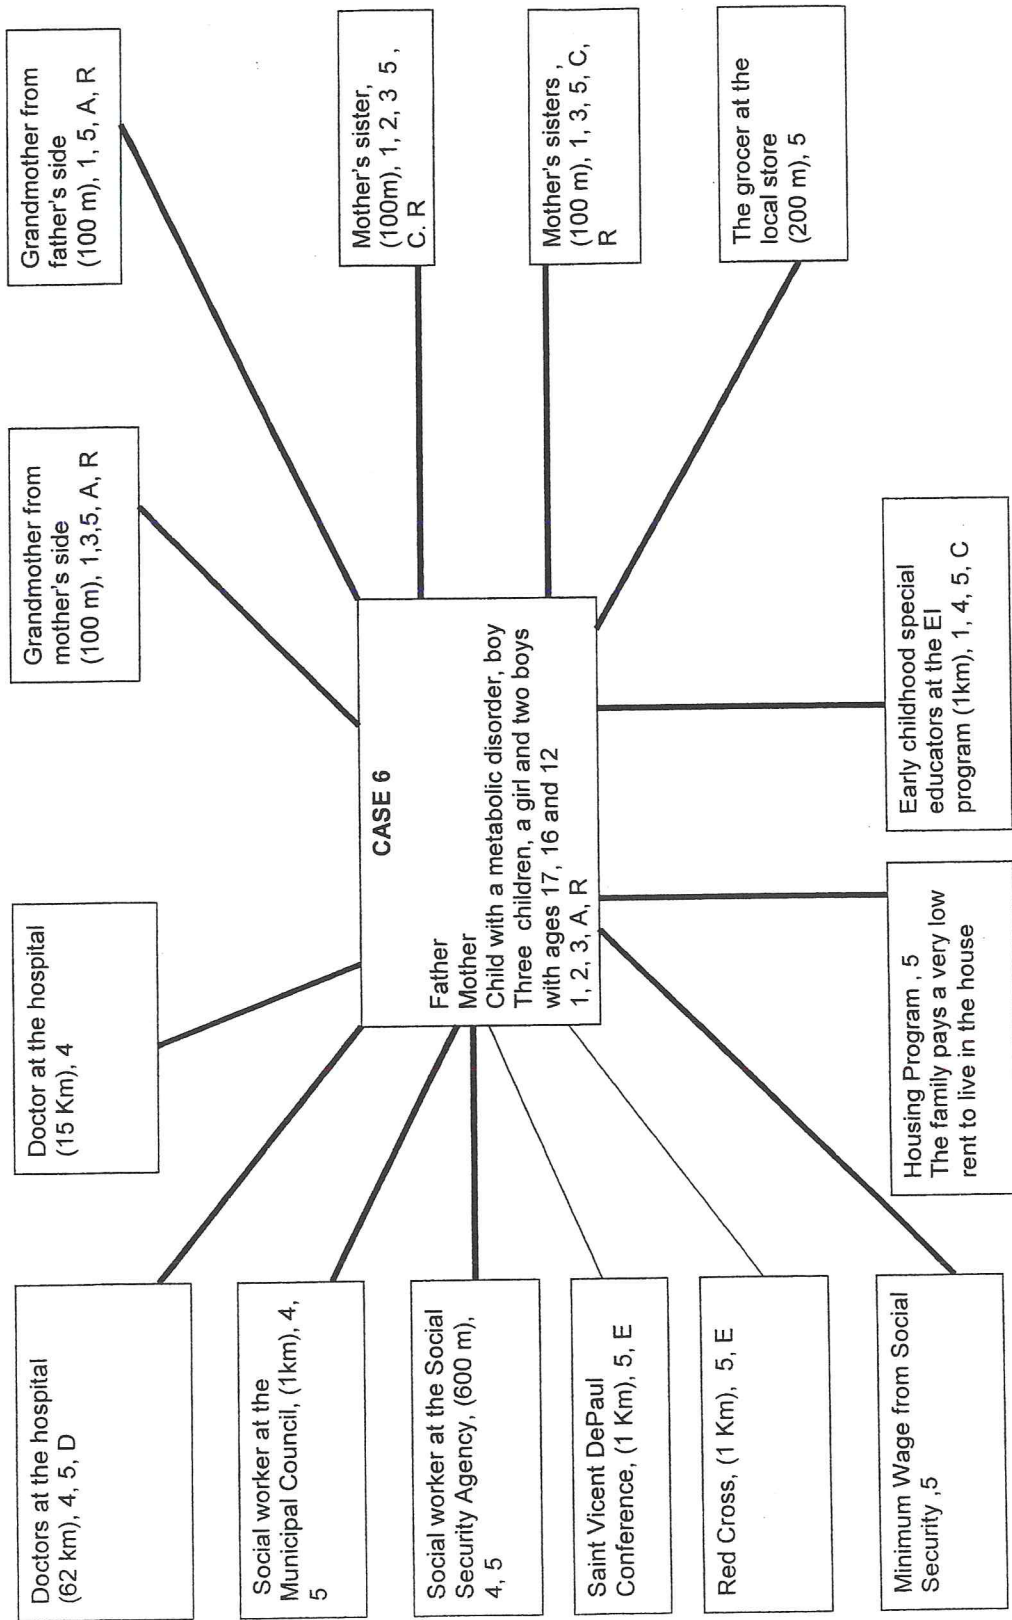 Doctors at the hospital
(62 km), 4, 5, D
Doctor at the hospital
(15 Km), 4
Grandmother from
mother's side
(100 m), 1,3,5, A, R
Grandmother from
father's side
(100 m), 1, 5, A, R
Social worker at the
Municipal Council, (1km), 4,
5
Social worker at the Social
Security Agency, (600 m),
4, 5
Saint Vicent DePaul
Conference, (1 Km), 5, E
Red Cross, (1 Km), 5, E
Minimum Wage from Social
Security ,5
CASE 6
Father
Mother
Child with a metabolic disorder, boy
Three children, a girl and two boys
with ages 17, 16 and 12
1, 2, 3, A, R
Mother's sister,
(100m), 1, 2, 3 5 ,
C. R
Mother's sisters ,
(100 m), 1, 3, 5, C,
R
The grocer at the
local store
(200 m), 5
Housing Program , 5
The family pays a very low
rent to live in the house
Early childhood special
educators at the EI
program (1km), 1, 4, 5, C